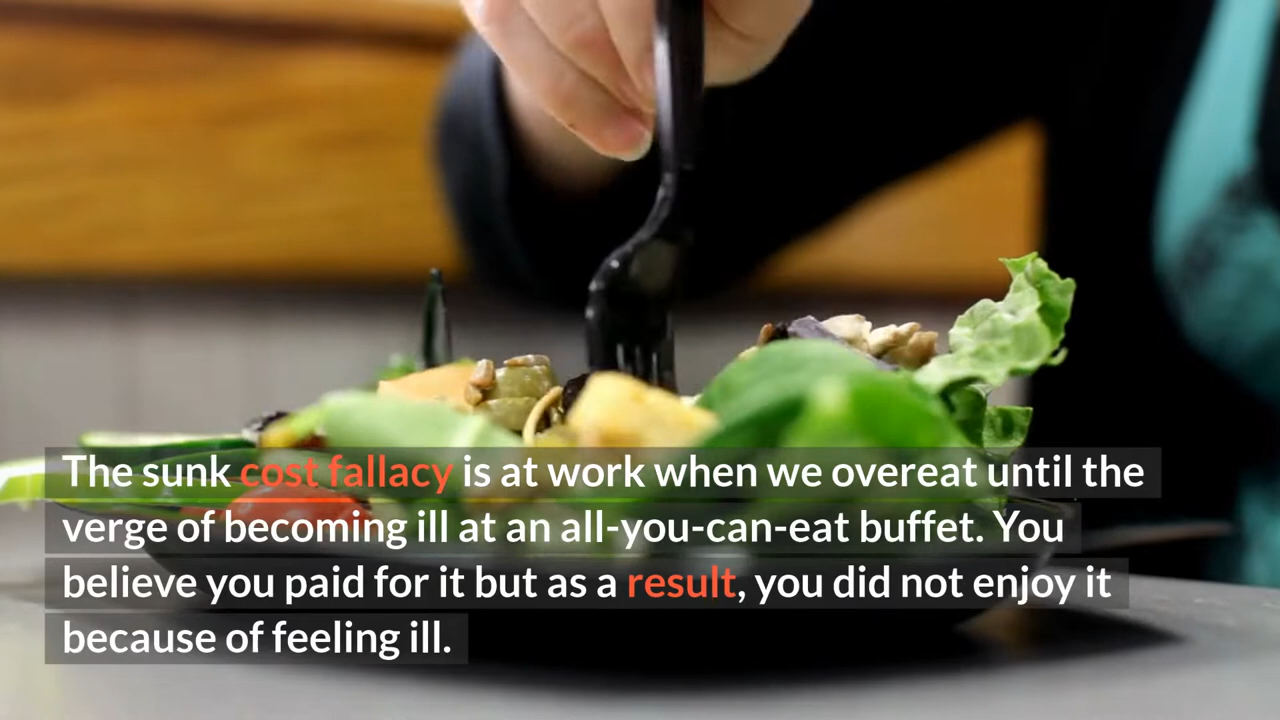 The sunk cost fallacy is at work when we overeat until the
verge of becoming ill at an all-you-can-eat buffet. You
believe you paid for it but as a result, you did not enjoy it
because of feeling ill.